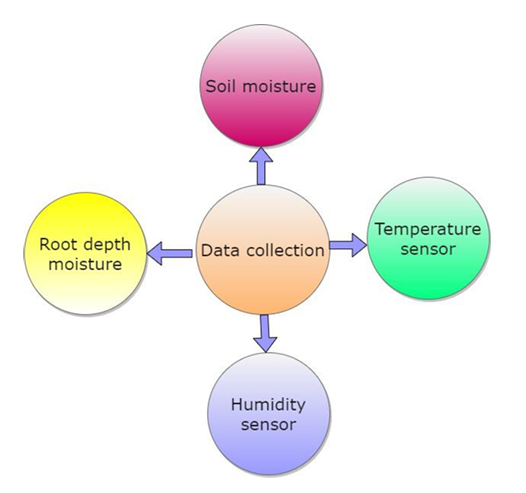 Soil moisture
Root depth
moisture
Data collection
Temperature
sensor
Humidity
sensor